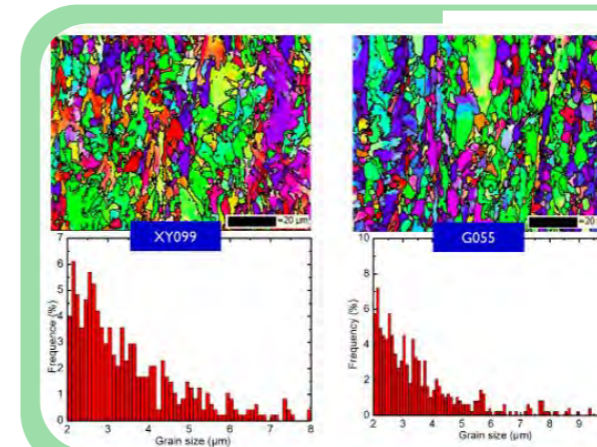 =20 µm
=20
XY099
G055
7
6
5
4
3
2
1
0
Frequence (%)
2 3 4 5 6 7 8
Grain size (µm)
10
8
6
4
2
0
Frequency (%)
2 3 4 5 6 7 8 9
Grain size (µm)